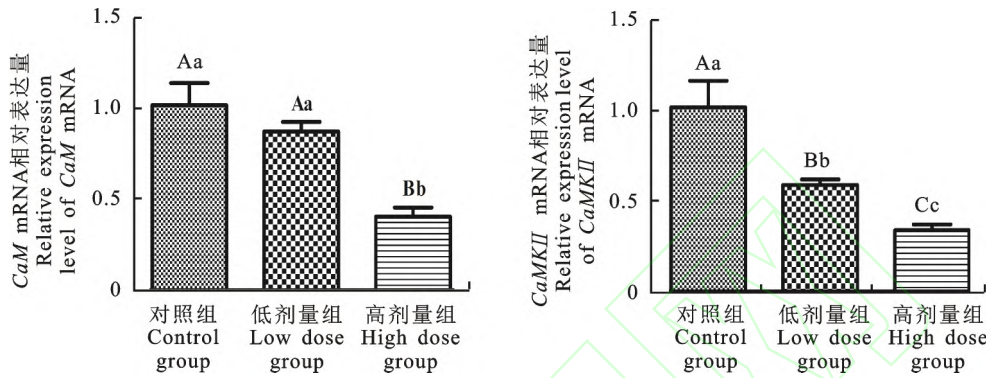 CaM mRNA相对表达量
Relative expression
level of CaM mRNA
1.5
1.0
0.5
0
Aa
Aa
Bb
对照组
Control
group
低剂量组
Low dose
group
高剂量组
High dose
group
CaMKII mRNA相对表达量
Relative expression level
of CaMKII mRNA
1.5
1.0
0.5
0
Aa
Bb
Cc
对照组
Control
group
低剂量组
Low dose
group
高剂量组
High dose
group